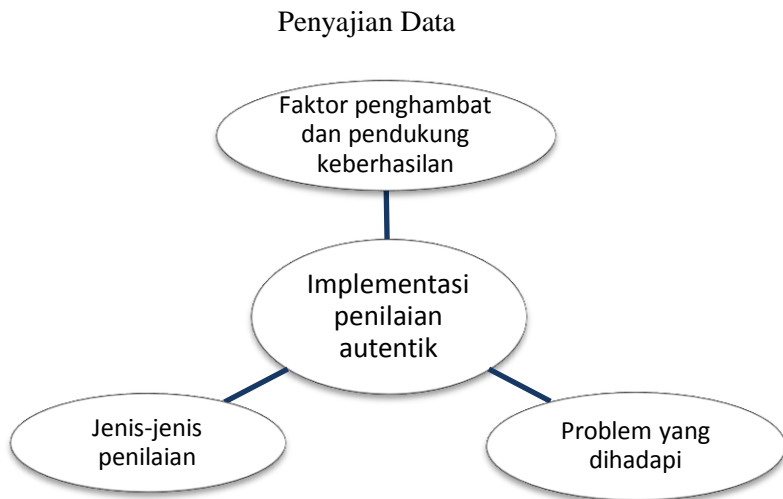 Penyajian Data
Faktor penghambat
dan pendukung
keberhasilan
Implementasi
penilaian
autentik
Jenis-jenis
penilaian
Problem yang
dihadapi